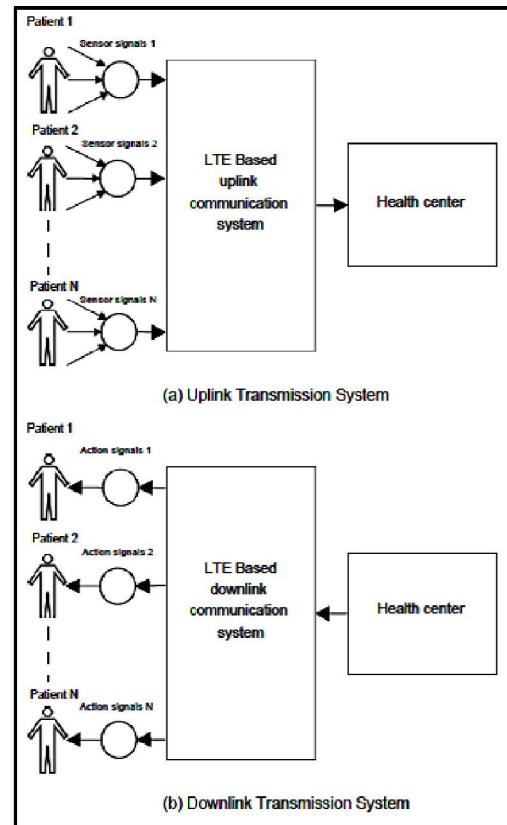 Patient 1
Sensor signals 1
Patient 2
Sensor signals 2
LTE Based
uplink
communication
system
Health center
Patient N
Sensor signals N
(a) Uplink Transmission System
Patient 1
Action signals 1
Patient 2
Action signals 2
LTE Based
downlink
communication
system
Health center
Patient N
Action signals N
(b) Downlink Transmission System